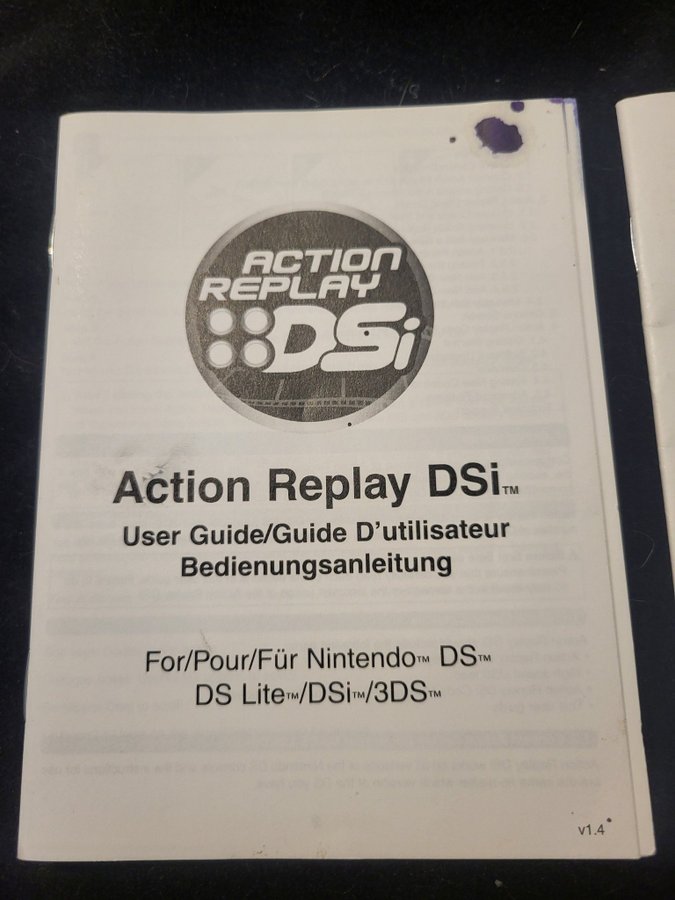 ACTION
REPLAY
DSi
Action Replay DSi™
User Guide/Guide D'utilisateur
Bedienungsanleitung
For/Pour/Für Nintendo™ DS™
DS Lite™/DSi™/3DS™
v1.4